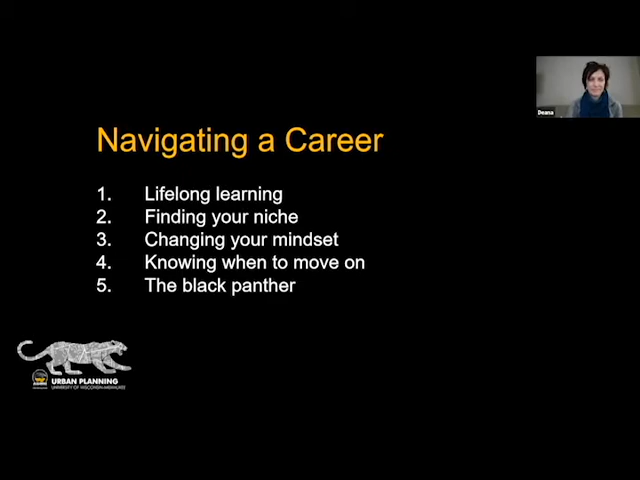 Deana
Navigating a Career
1. Lifelong learning
2. Finding your niche
3. Changing your mindset
4. Knowing when to move on
5. The black panther
URBAN PLANNING
UNIVERSITY OF WISCONSIN-MILWAUKEE